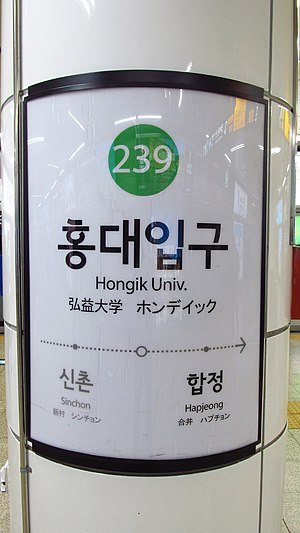 239
홍대입구
Hongik Univ.
弘益大学 ホンデイック
신촌 합정
Sinchon Hapjeong
新村 シンチョン 合井 ハプチョン